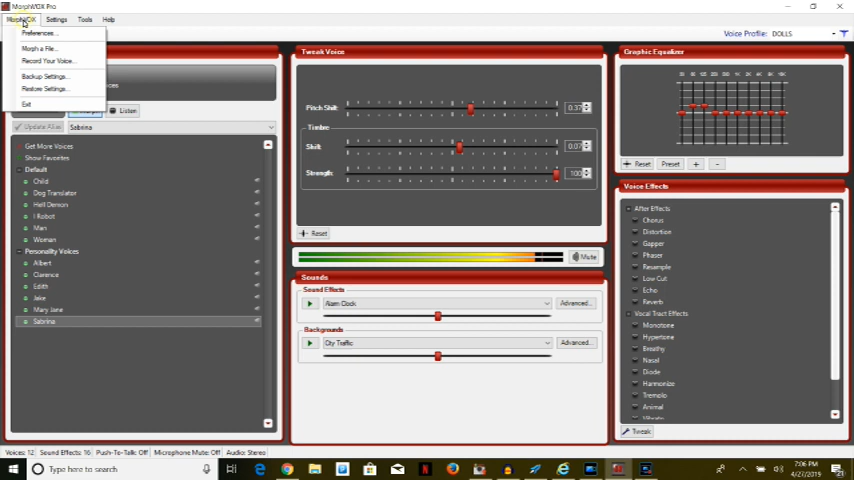 MorphVOX Pro
MorphVOX Settings Tools Help
Preferences...
Morph a File...
Record Your Voice...
Backup Settings...
Restore Settings...
Exit
Voice Profile: DOLLS
Morph Listen
Update Alias Sabrina
Get More Voices
Show Favorites
Default
Child
Dog Translator
Hell Demon
I Robot
Man
Woman
Personality Voices
Albert
Clarence
Edith
Jake
Mary Jane
Sabrina
Tweak Voice
Pitch Shift: 0.37
Timbre
Shift: 0.07
Strength: 100
Reset
Mute
Sounds
Sound Effects
Alarm Clock Advanced...
Backgrounds
City Traffic Advanced...
Graphic Equalizer
Reset Preset + -
Voice Effects
After Effects
Chorus
Distortion
Gapper
Phaser
Resample
Low Cut
Echo
Reverb
Vocal Tract Effects
Monotone
Hypertone
Breathy
Nasal
Diode
Harmonize
Tremolo
Animal
Vibrato
Tweak
Voices: 12 Sound Effects: 16 Push-To-Talk: Off Microphone Mute: Off Audio: Stereo
Type here to search
7:06 PM
4/27/2019